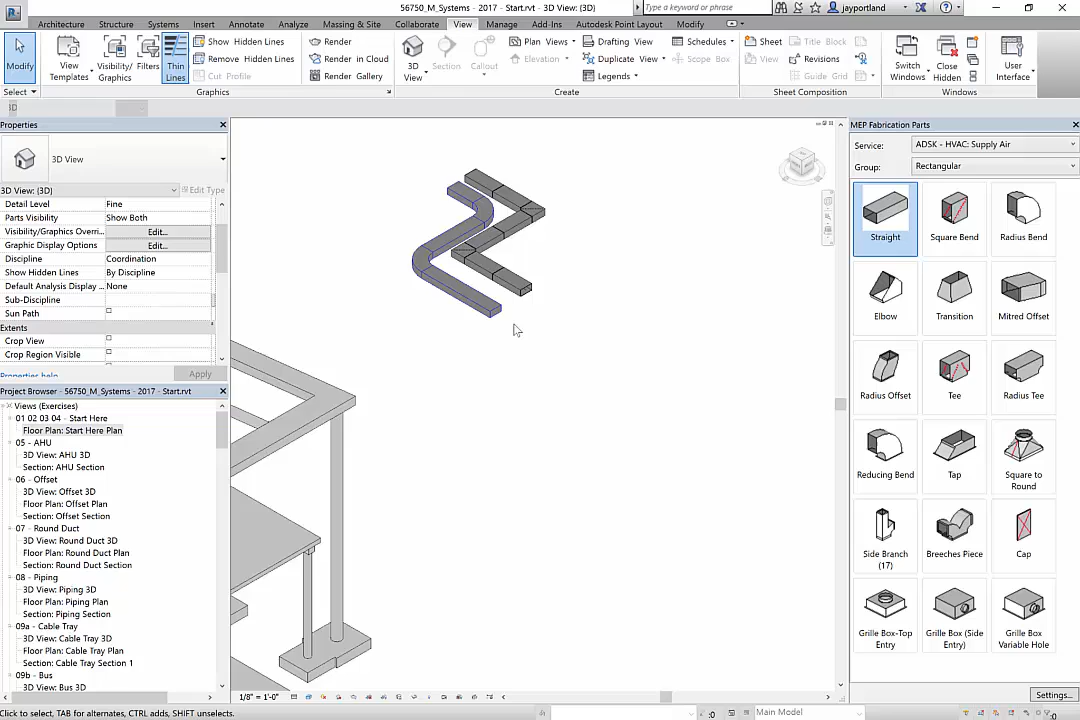 56750_M_Systems - 2017 - Start.rvt - 3D View: {3D}
Type a keyword or phrase
jayportland
Architecture Structure Systems Insert Annotate Analyze Massing & Site Collaborate View Manage Add-Ins Autodesk Point Layout Modify
Modify
View Templates
Visibility/ Graphics
Filters
Thin Lines
Show Hidden Lines
Remove Hidden Lines
Cut Profile
Render
Render in Cloud
Render Gallery
3D View
Section
Callout
Plan Views
Elevation
Drafting View
Duplicate View
Legends
Schedules
Scope Box
Sheet
View
Title Block
Revisions
Guide Grid
Switch Windows
Close Hidden
User Interface
Select Graphics Create Sheet Composition Windows
Properties
3D View
3D View: {3D} Edit Type
Detail Level Fine
Parts Visibility Show Both
Visibility/Graphics Overri... Edit...
Graphic Display Options Edit...
Discipline Coordination
Show Hidden Lines By Discipline
Default Analysis Display ... None
Sub-Discipline
Sun Path
Extents
Crop View
Crop Region Visible
Properties help Apply
Project Browser - 56750_M_Systems - 2017 - Start.rvt
Views (Exercises)
01 02 03 04 - Start Here
Floor Plan: Start Here Plan
05 - AHU
3D View: AHU 3D
Section: AHU Section
06 - Offset
3D View: Offset 3D
Floor Plan: Offset Plan
Section: Offset Section
07 - Round Duct
3D View: Round Duct 3D
Floor Plan: Round Duct Plan
Section: Round Duct Section
08 - Piping
3D View: Piping 3D
Floor Plan: Piping Plan
Section: Piping Section
09a - Cable Tray
3D View: Cable Tray 3D
Floor Plan: Cable Tray Plan
Section: Cable Tray Section 1
09b - Bus
3D View: Bus 3D
MEP Fabrication Parts
Service: ADSK - HVAC: Supply Air
Group: Rectangular
Straight Square Bend Radius Bend
Elbow Transition Mitred Offset
Radius Offset Tee Radius Tee
Reducing Bend Tap Square to Round
Side Branch (17) Breeches Piece Cap
Grille Box-Top Entry Grille Box (Side Entry) Grille Box Variable Hole
Settings...
1/8" = 1'-0"
Click to select, TAB for alternates, CTRL adds, SHIFT unselects.
:0
Main Model
:0